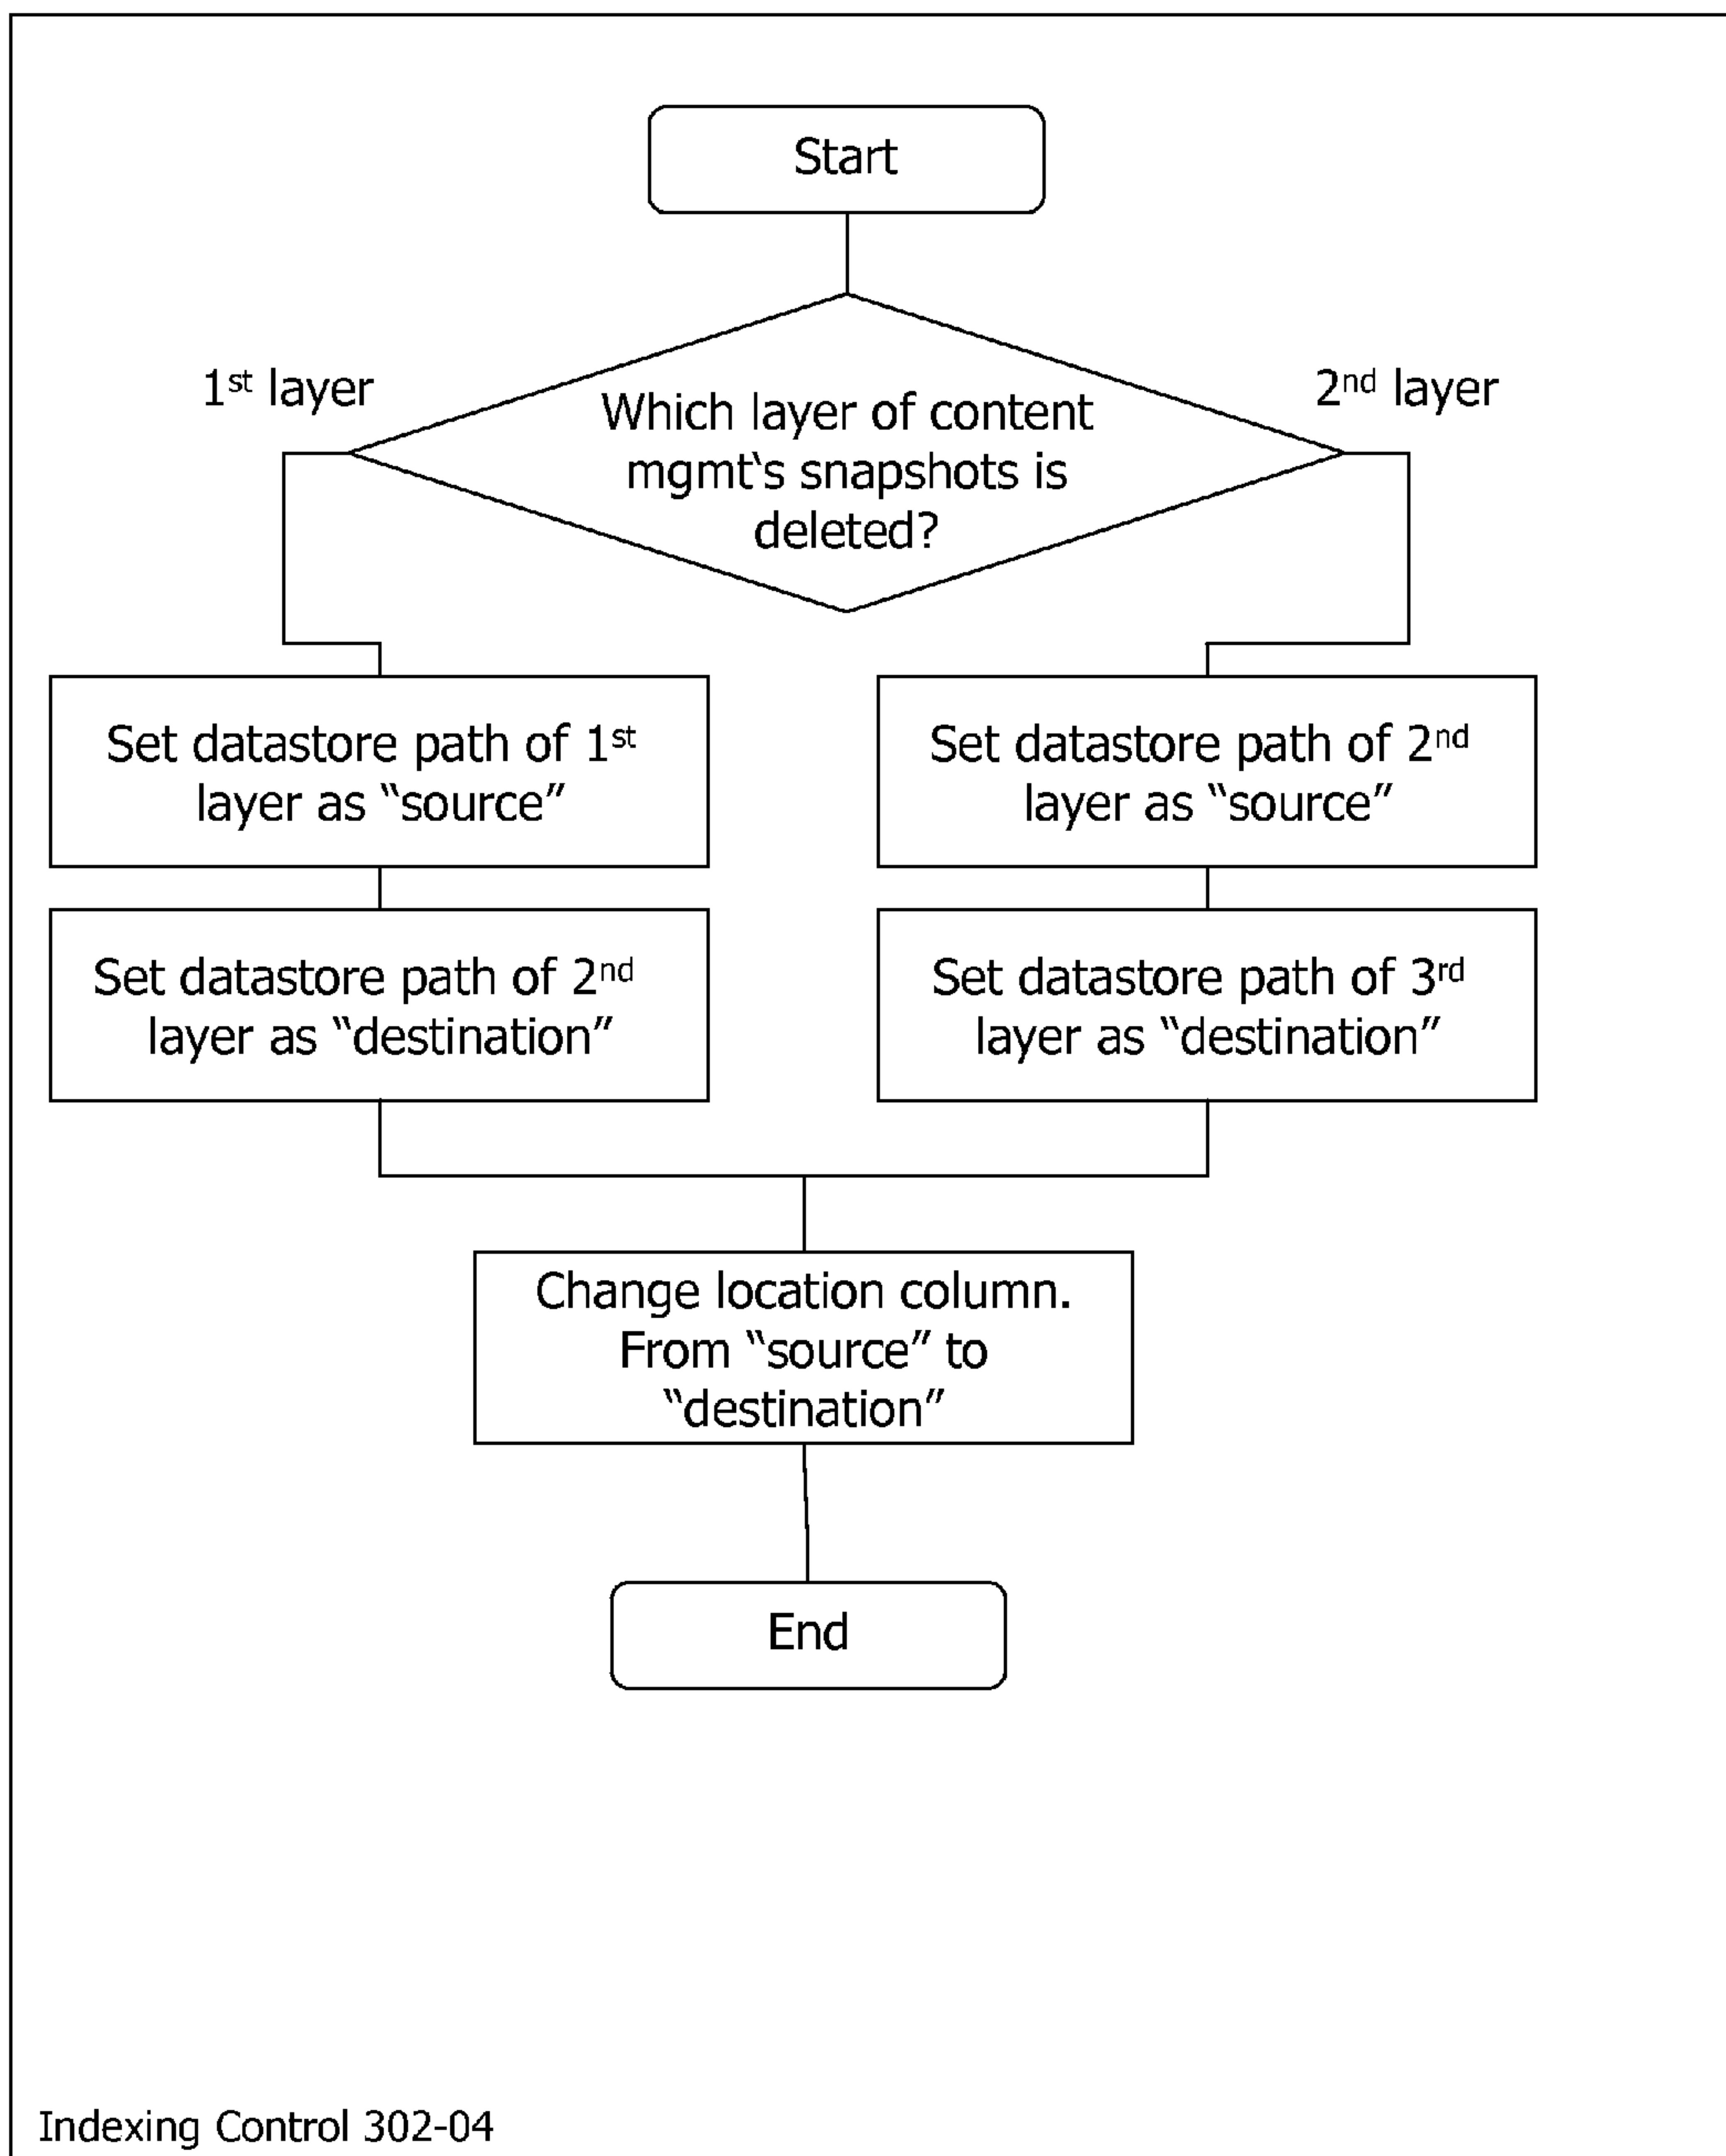 Start
1st layer
2nd layer
Which layer of content
mgmt‘s snapshots is
deleted?
Set datastore path of 1st
layer as “source”
Set datastore path of 2nd
layer as “source”
Set datastore path of 2nd
layer as “destination”
Set datastore path of 3rd
layer as “destination”
Change location column.
From “source” to
“destination”
End
Indexing Control 302-04